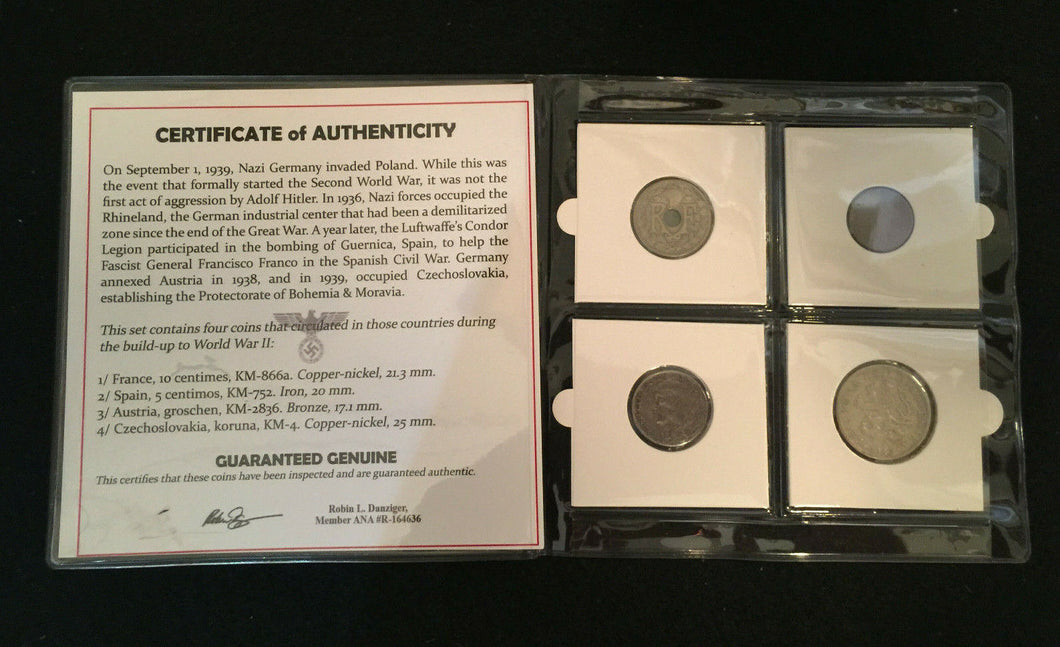 CERTIFICATE of AUTHENTICITY
On September 1, 1939, Nazi Germany invaded Poland. While this was
the event that formally started the Second World War, it was not the
first act of aggression by Adolf Hitler. In 1936, Nazi forces occupied the
Rhineland, the German industrial center that had been a demilitarized
zone since the end of the Great War. A year later, the Luftwaffe's Condor
Legion participated in the bombing of Guernica, Spain, to help the
Fascist General Francisco Franco in the Spanish Civil War. Germany
annexed Austria in 1938, and in 1939, occupied Czechoslovakia,
establishing the Protectorate of Bohemia & Moravia.
This set contains four coins that circulated in those countries during
the build-up to World War II:
1/ France, 10 centimes, KM-866a. Copper-nickel, 21.3 mm.
2/ Spain, 5 centimos, KM-752. Iron, 20 mm.
3/ Austria, groschen, KM-2836. Bronze, 17.1 mm.
4/ Czechoslovakia, koruna, KM-4. Copper-nickel, 25 mm.
GUARANTEED GENUINE
This certifies that these coins have been inspected and are guaranteed authentic.
Robin L. Danziger,
Member ANA #R-164636
R F